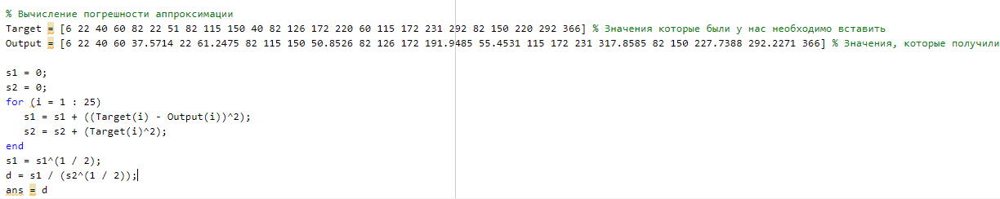 % Вычисление погрешности аппроксимации
Target = [6 22 40 60 82 22 51 82 115 150 40 82 126 172 220 60 115 172 231 292 82 150 220 292 366] % Значения которые были у нас необходимо вставить
Output = [6 22 40 60 37.5714 22 61.2475 82 115 150 50.8526 82 126 172 191.9485 55.4531 115 172 231 317.8585 82 150 227.7388 292.2271 366] % Значения, которые получили
s1 = 0;
s2 = 0;
for (i = 1 : 25)
s1 = s1 + ((Target(i) - Output(i))^2);
s2 = s2 + (Target(i)^2);
end
s1 = s1^(1 / 2);
d = s1 / (s2^(1 / 2));
ans = d